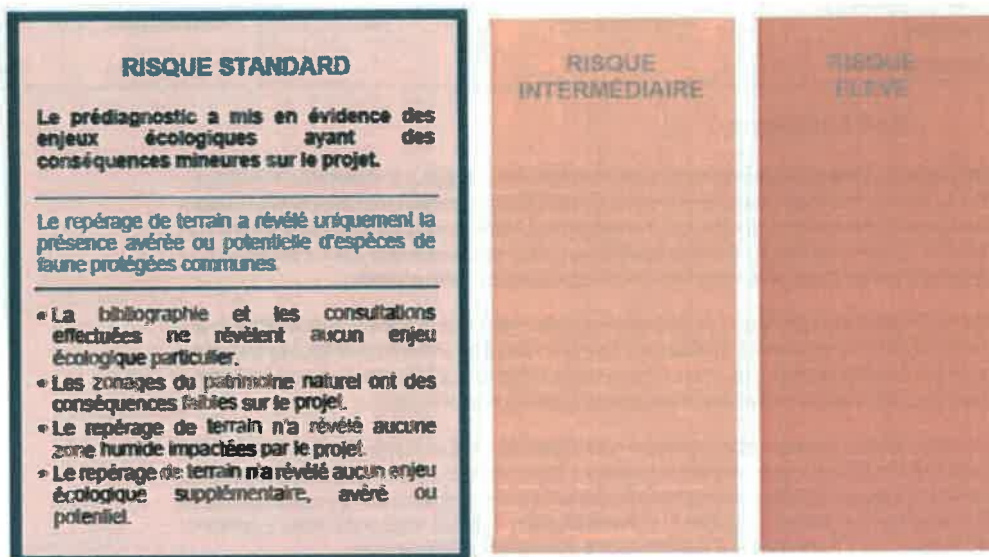 RISQUE STANDARD
Le prédiagnostic a mis en évidence des
enjeux écologiques ayant des
conséquences mineures sur le projet.
Le repérage de terrain a révélé uniquement la
présence avérée ou potentielle d'espèces de
faune protégées communes
• La bibliographie et les consultations
effectuées ne révèlent aucun enjeu
écologique particulier.
• Les zonages du patrimoine naturel ont des
conséquences faibles sur le projet.
• Le repérage de terrain n'a révélé aucune
zone humide impactées par le projet.
• Le repérage de terrain n'a révélé aucun enjeu
écologique supplémentaire, avéré ou
potentiel.
RISQUE
INTERMÉDIAIRE
RISQUE
ELEVE